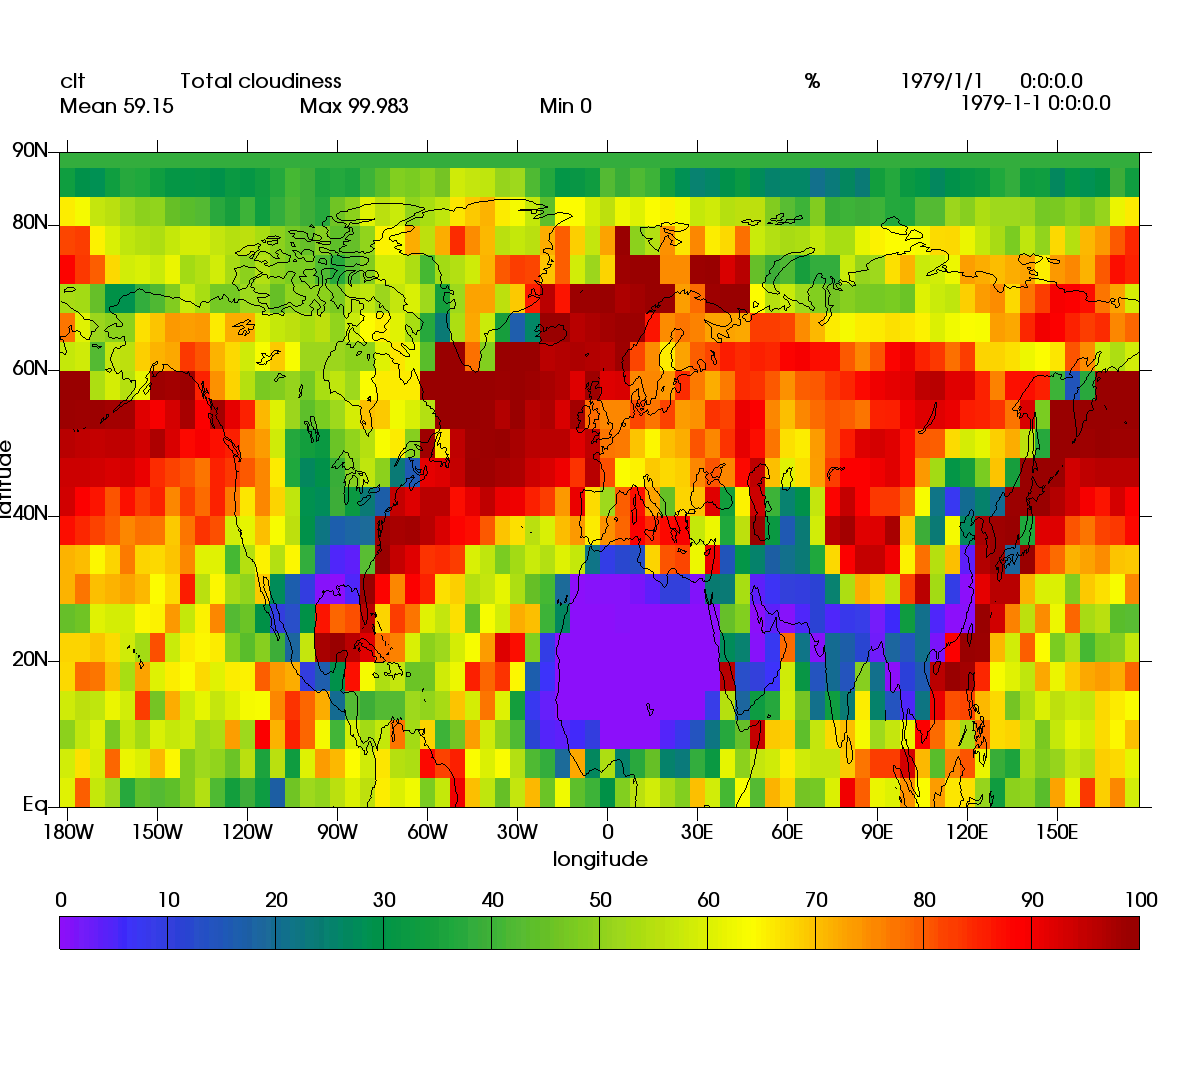 clt Total cloudiness % 1979/1/1 0:0:0.0
Mean 59.15 Max 99.983 Min 0 1979-1-1 0:0:0.0
90N
80N
60N
40N
20N
Eq
latitude
180W 150W 120W 90W 60W 30W 0 30E 60E 90E 120E 150E
longitude
0 10 20 30 40 50 60 70 80 90 100